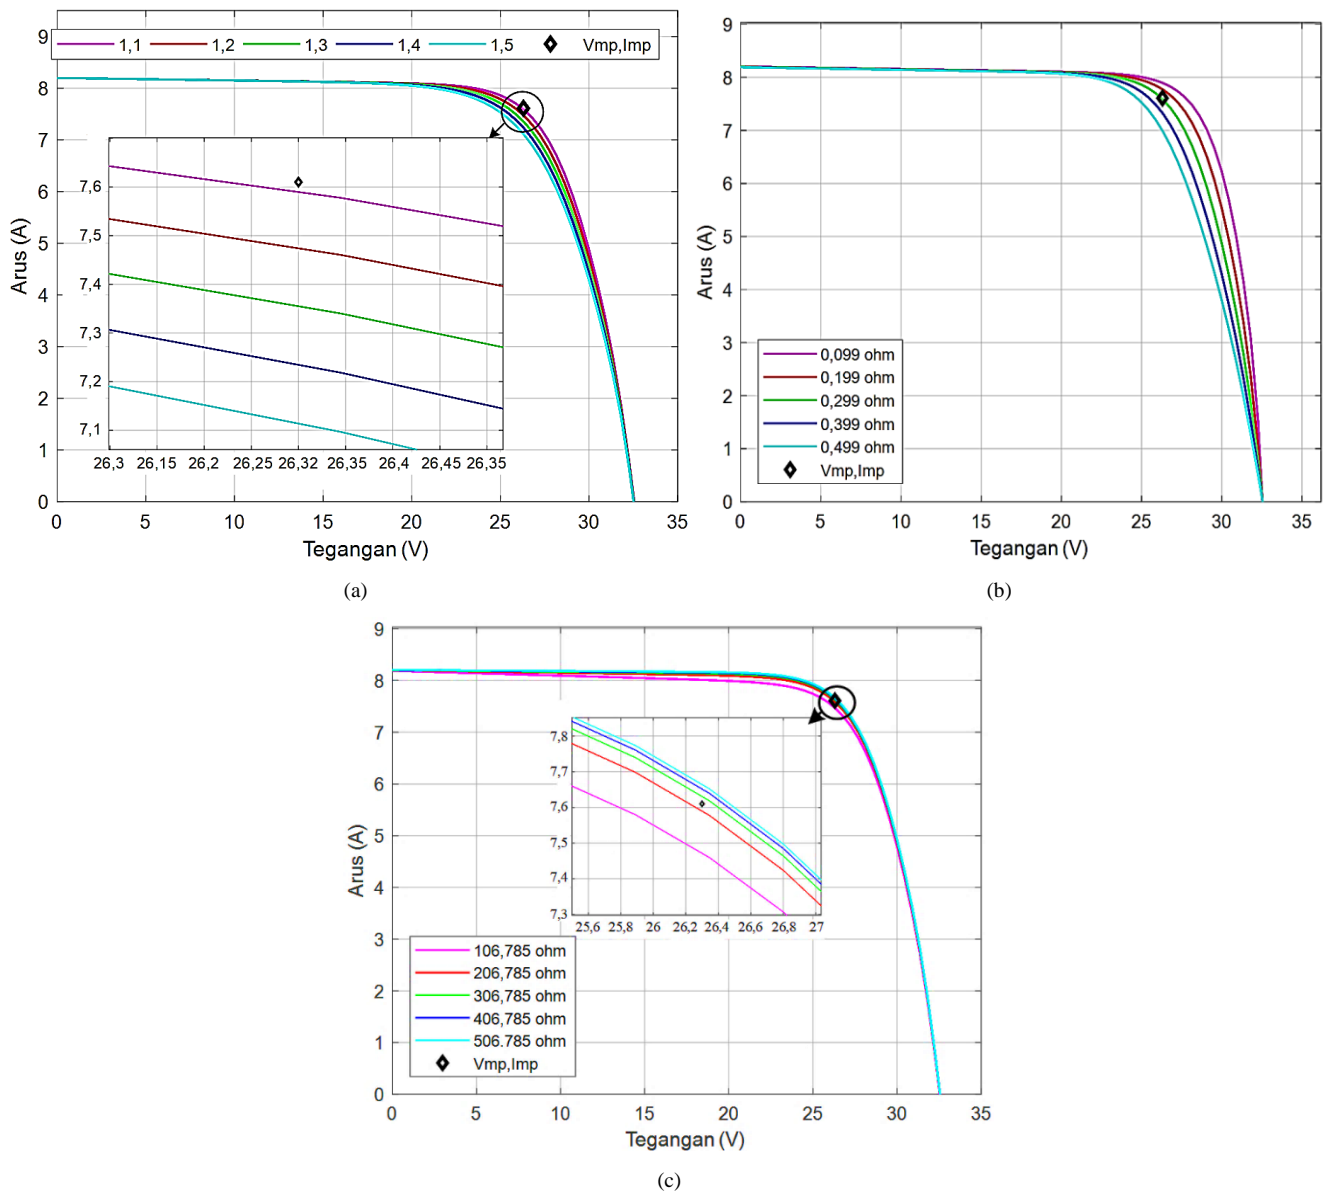 9
1,1 1,2 1,3 1,4 1,5 Vmp,Imp
8
7
6
5
4
3
2
1
0
Arus (A)
7,6
7,5
7,4
7,3
7,2
7,1
26,3 26,15 26,2 26,25 26,32 26,35 26,4 26,45 26,35
0 5 10 15 20 25 30 35
Tegangan (V)
(a)
9
8
7
6
5
4
3
2
1
0
Arus (A)
0,099 ohm
0,199 ohm
0,299 ohm
0,399 ohm
0,499 ohm
Vmp,Imp
0 5 10 15 20 25 30 35
Tegangan (V)
(b)
9
8
7
6
5
4
3
2
1
0
Arus (A)
7,8
7,7
7,6
7,5
7,4
7,3
25,6 25,8 26 26,2 26,4 26,6 26,8 27
106,785 ohm
206,785 ohm
306,785 ohm
406,785 ohm
506.785 ohm
Vmp,Imp
0 5 10 15 20 25 30 35
Tegangan (V)
(c)